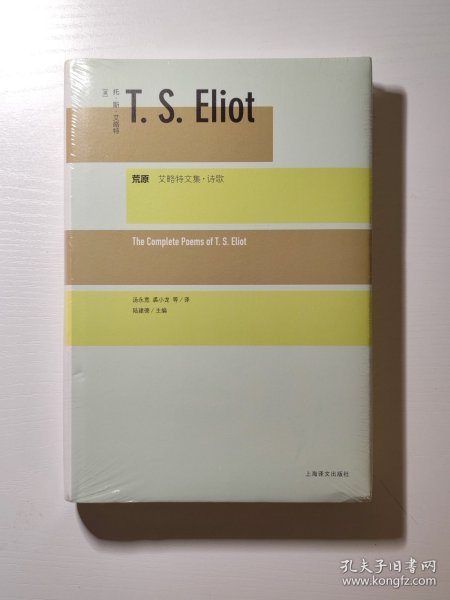 [英]
托·斯·艾略特
T. S. Eliot
荒原 艾略特文集·诗歌
The Complete Poems of T. S. Eliot
汤永宽 裘小龙 等/译
陆建德/主编
上海译文出版社
孔夫子旧书网
www.kongfz.com